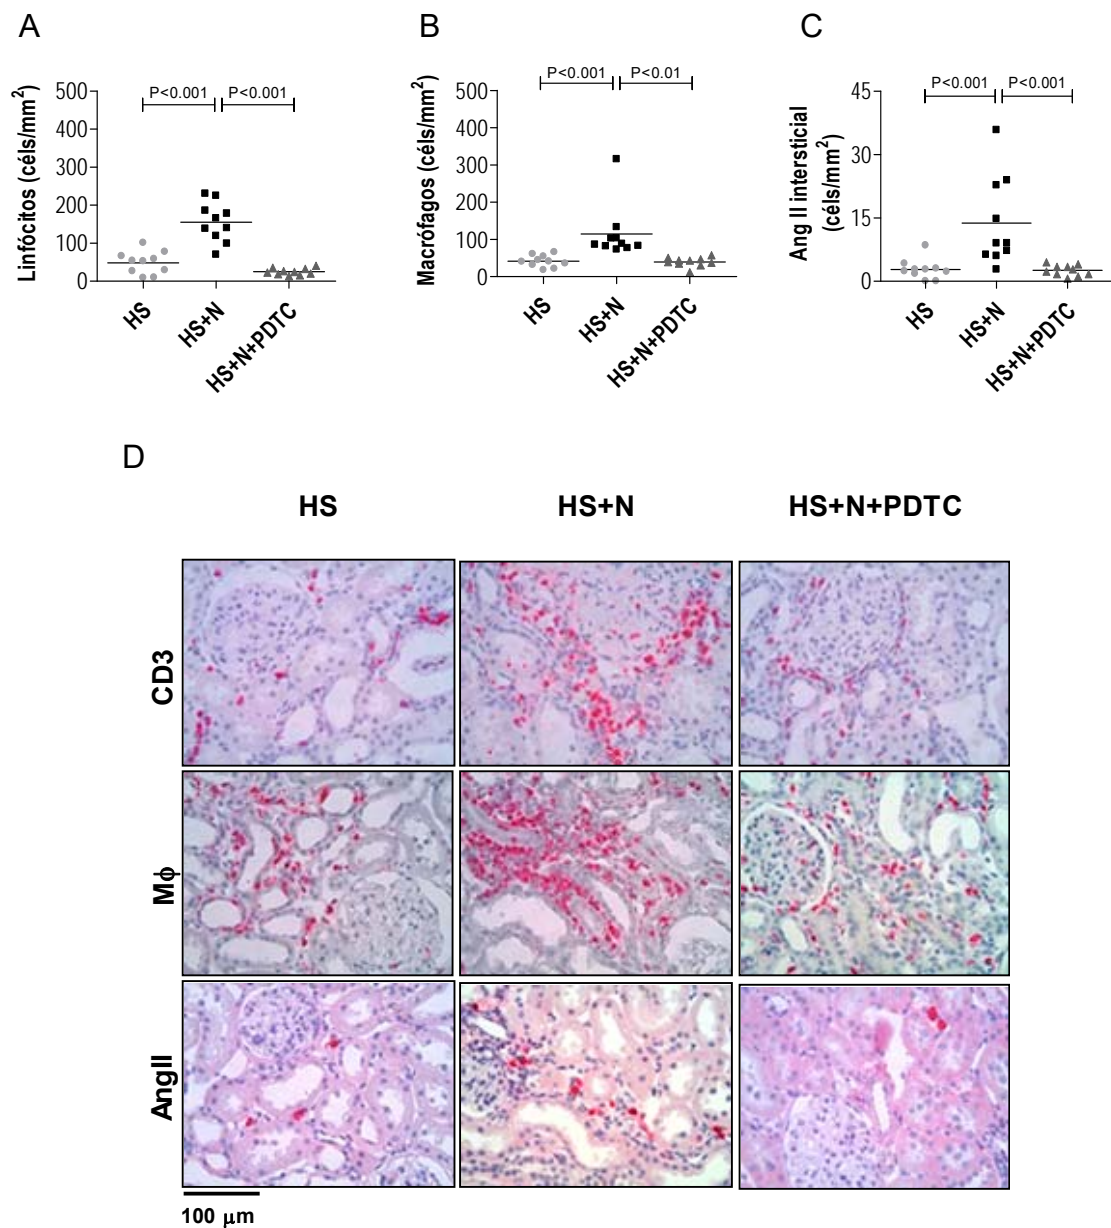 A
B
C
P<0.001 P<0.001
P<0.001 P<0.01
P<0.001 P<0.001
Linfócitos (céls/mm²)
500
400
300
200
100
0
HS
HS+N
HS+N+PDTC
Macrófagos (céls/mm²)
500
400
300
200
100
0
HS
HS+N
HS+N+PDTC
Ang II intersticial
(céls/mm²)
45
30
15
0
HS
HS+N
HS+N+PDTC
D
HS HS+N HS+N+PDTC
CD3
Mϕ
AngII
100 µm